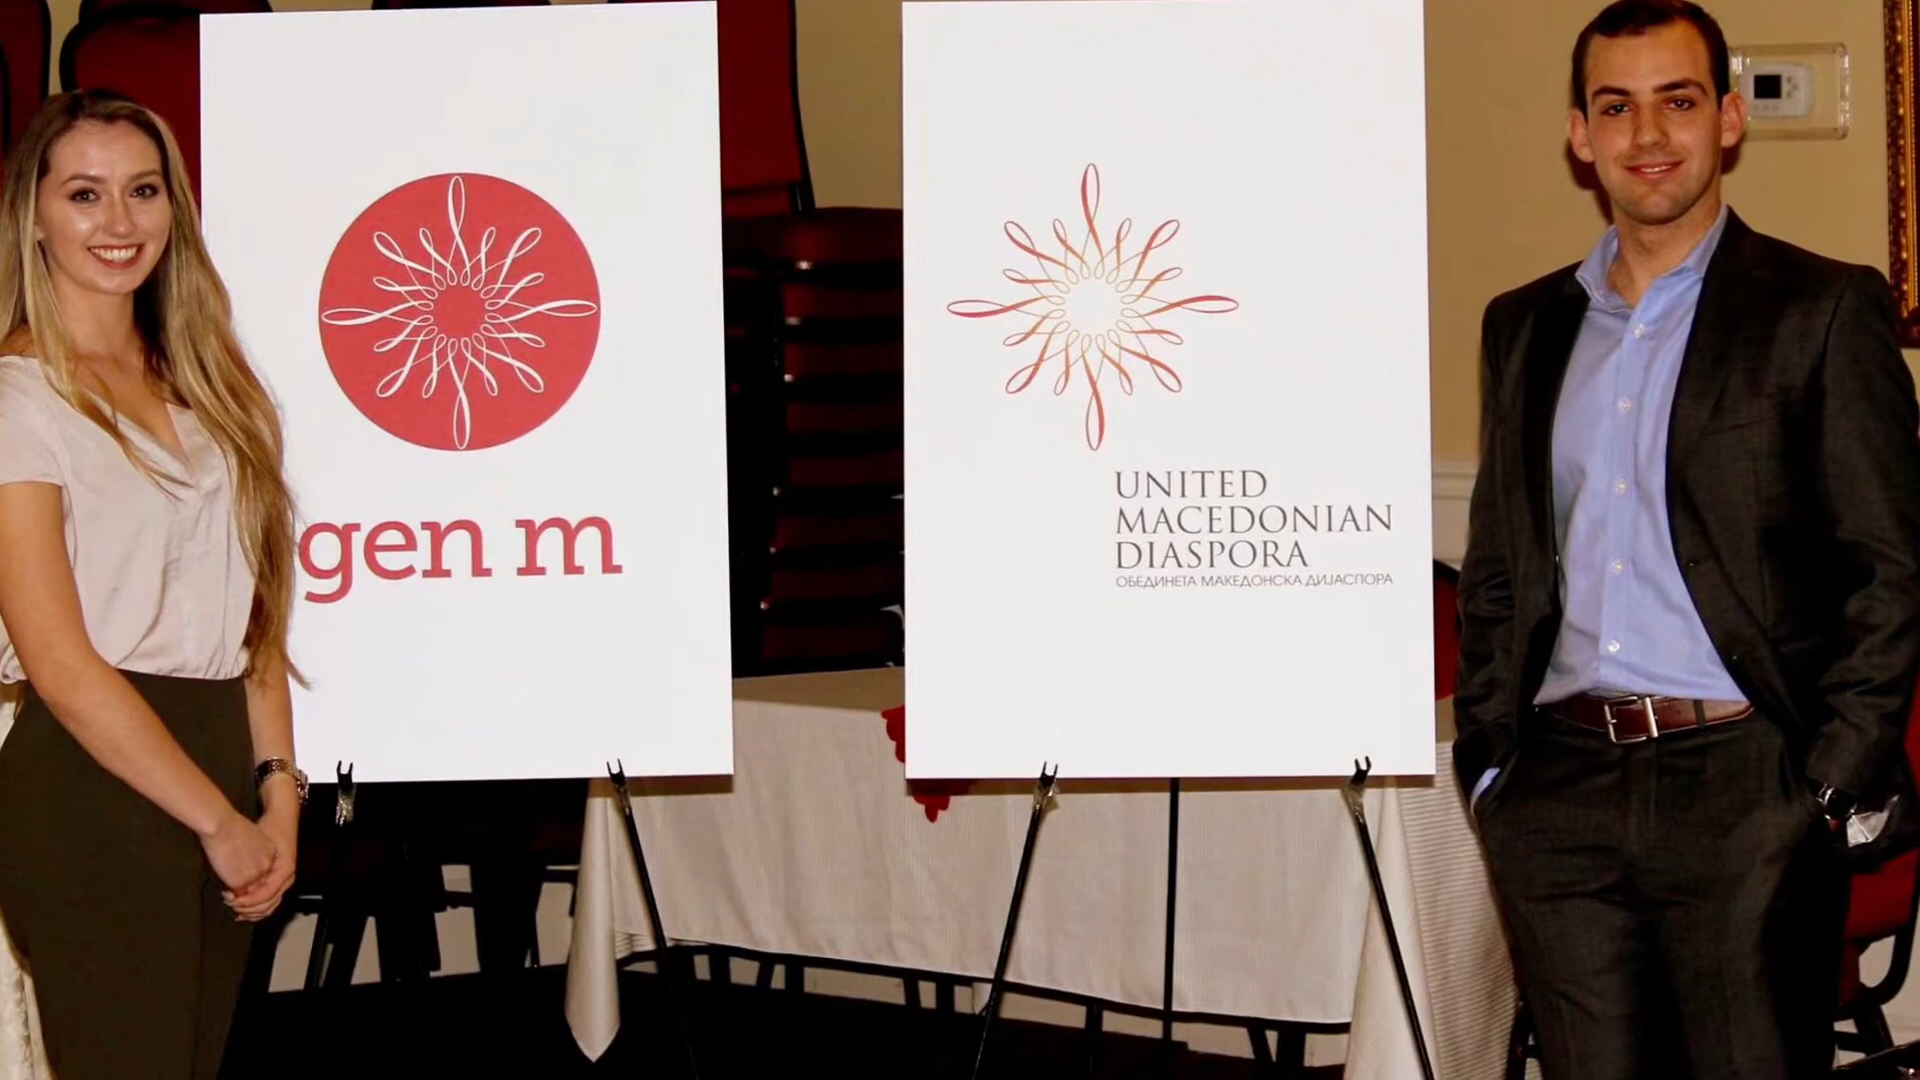 gen m
UNITED
MACEDONIAN
DIASPORA
ОБЕДИНЕТА МАКЕДОНСКА ДИЈАСПОРА